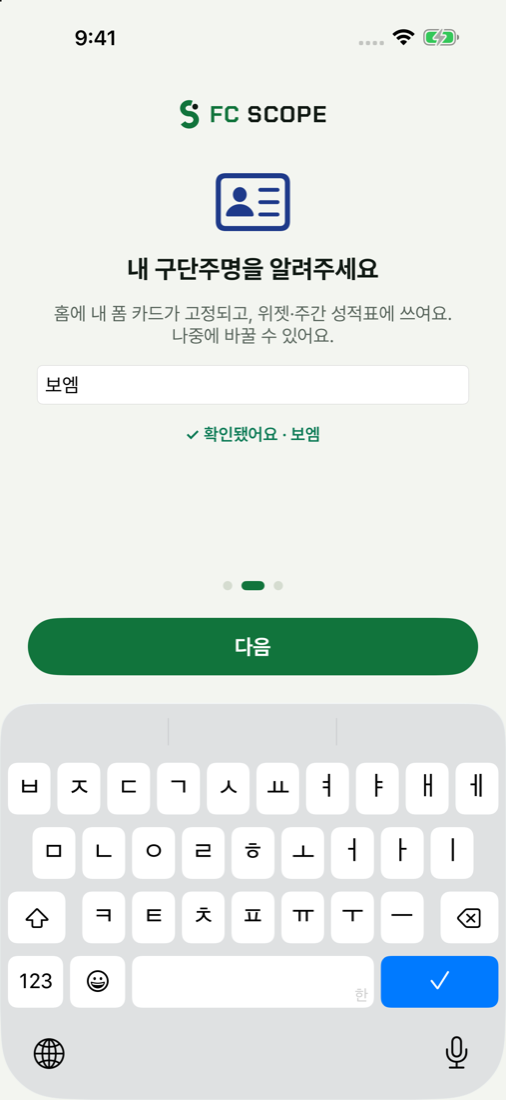 9:41
FC SCOPE
내 구단주명을 알려주세요
홈에 내 폼 카드가 고정되고, 위젯·주간 성적표에 쓰여요.
나중에 바꿀 수 있어요.
보엠
✓ 확인됐어요 · 보엠
다음
ㅂ ㅈ ㄷ ㄱ ㅅ ㅛ ㅕ ㅑ ㅐ ㅔ
ㅁ ㄴ ㅇ ㄹ ㅎ ㅗ ㅓ ㅏ ㅣ
ㅋ ㅌ ㅊ ㅍ ㅠ ㅜ ㅡ
123
한